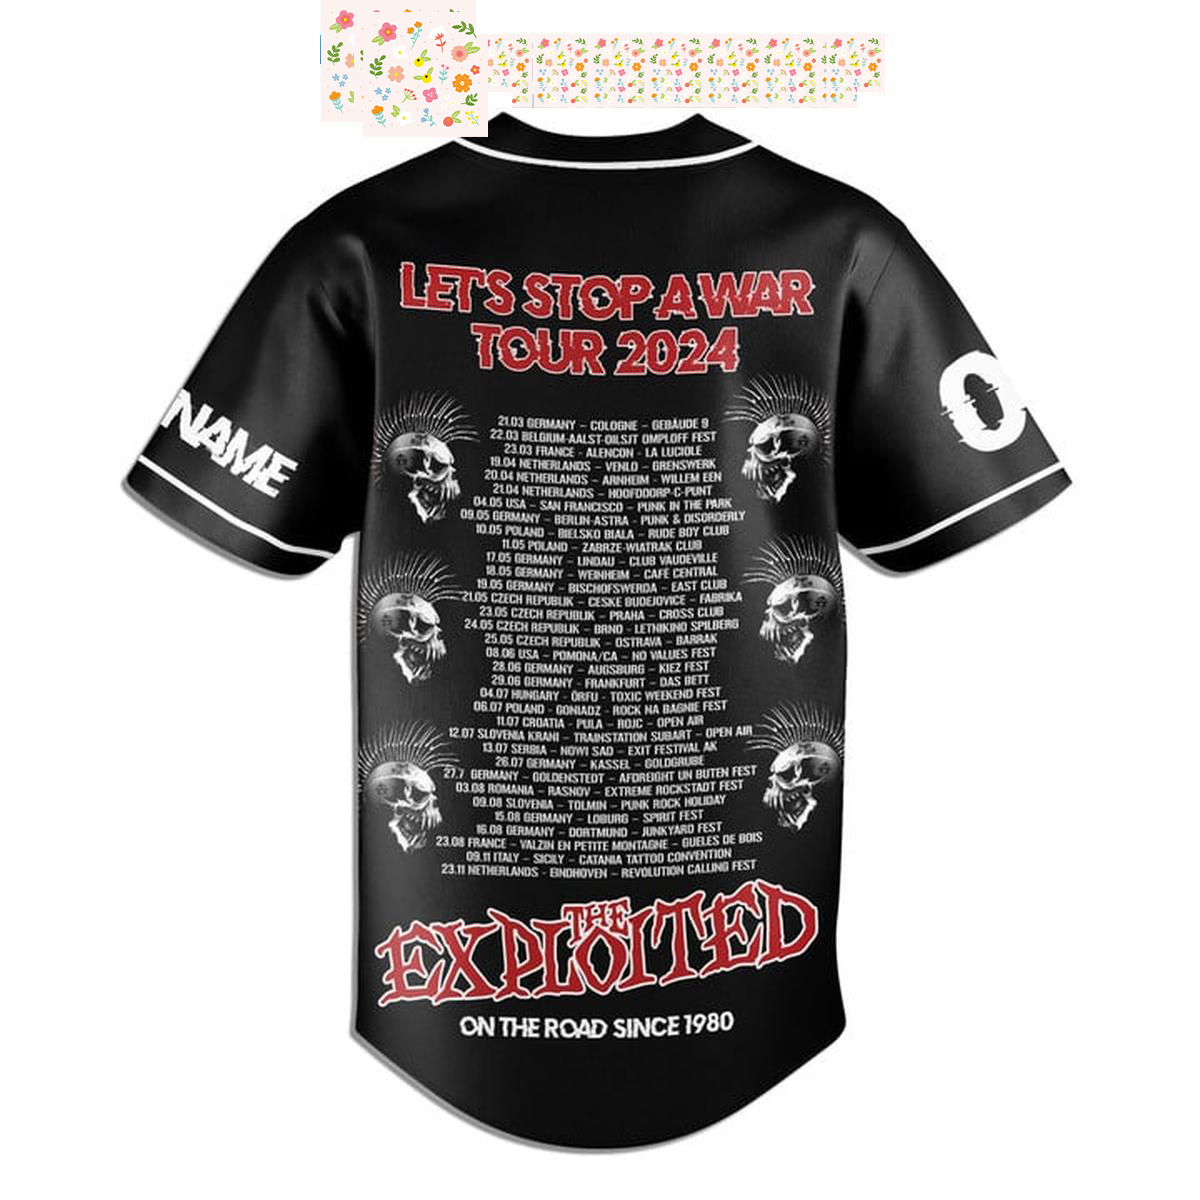 LET'S STOP A WAR
TOUR 2024
NAME
0
21.03 GERMANY – COLOGNE – GEBÄUDE 9
22.03 BELGIUM-AALST-OILSJT OMPLOFF FEST
23.03 FRANCE - ALENCON - LA LUCIOLE
19.04 NETHERLANDS – VENLO – GRENSWERK
20.04 NETHERLANDS – ARNHEIM - WILLEM EEN
21.04 NETHERLANDS – HOOFDDORP-C-PUNT
04.05 USA – SAN FRANCISCO – PUNK IN THE PARK
09.05 GERMANY – BERLIN-ASTRA - PUNK & DISORDERLY
10.05 POLAND – BIELSKO BIALA – RUDE BOY CLUB
11.05 POLAND – ZABRZE-WIATRAK CLUB
17.05 GERMANY – LINDAU – CLUB VAUDEVILLE
18.05 GERMANY – WEINHEIM – CAFÉ CENTRAL
19.05 GERMANY – BISCHOFSWERDA – EAST CLUB
21.05 CZECH REPUBLIK – CESKE BUDEJOVICE – FABRIKA
23.05 CZECH REPUBLIK – PRAHA – CROSS CLUB
24.05 CZECH REPUBLIK – BRNO - LETNIKINO SPILBERG
25.05 CZECH REPUBLIK – OSTRAVA – BARRAK
08.06 USA – POMONA/CA – NO VALUES FEST
28.06 GERMANY – AUGSBURG – KIEZ FEST
29.06 GERMANY - FRANKFURT – DAS BETT
04.07 HUNGARY - ÖRFU - TOXIC WEEKEND FEST
06.07 POLAND - GONIADZ - ROCK NA BAGNIE FEST
11.07 CROATIA - PULA – ROJC – OPEN AIR
12.07 SLOVENIA KRANJ – TRAINSTATION SUBART – OPEN AIR
13.07 SERBIA – NOWI SAD – EXIT FESTIVAL AK
26.07 GERMANY – KASSEL – GOLDGRUBE
27.7 GERMANY – GOLDENSTEDT – AFDREIGHT UN BUTEN FEST
03.08 ROMANIA – RASNOV – EXTREME ROCKSTADT FEST
09.08 SLOVENIA – TOLMIN – PUNK ROCK HOLIDAY
15.08 GERMANY – LOBURG – SPIRIT FEST
16.08 GERMANY – DORTMUND – JUNKYARD FEST
23.08 FRANCE - VALZIN EN PETITE MONTAGNE – GUELES DE BOIS
09.11 ITALY – SICILY – CATANIA TATTOO CONVENTION
23.11 NETHERLANDS - EINDHOVEN – REVOLUTION CALLING FEST
THE
EXPLOITED
ON THE ROAD SINCE 1980